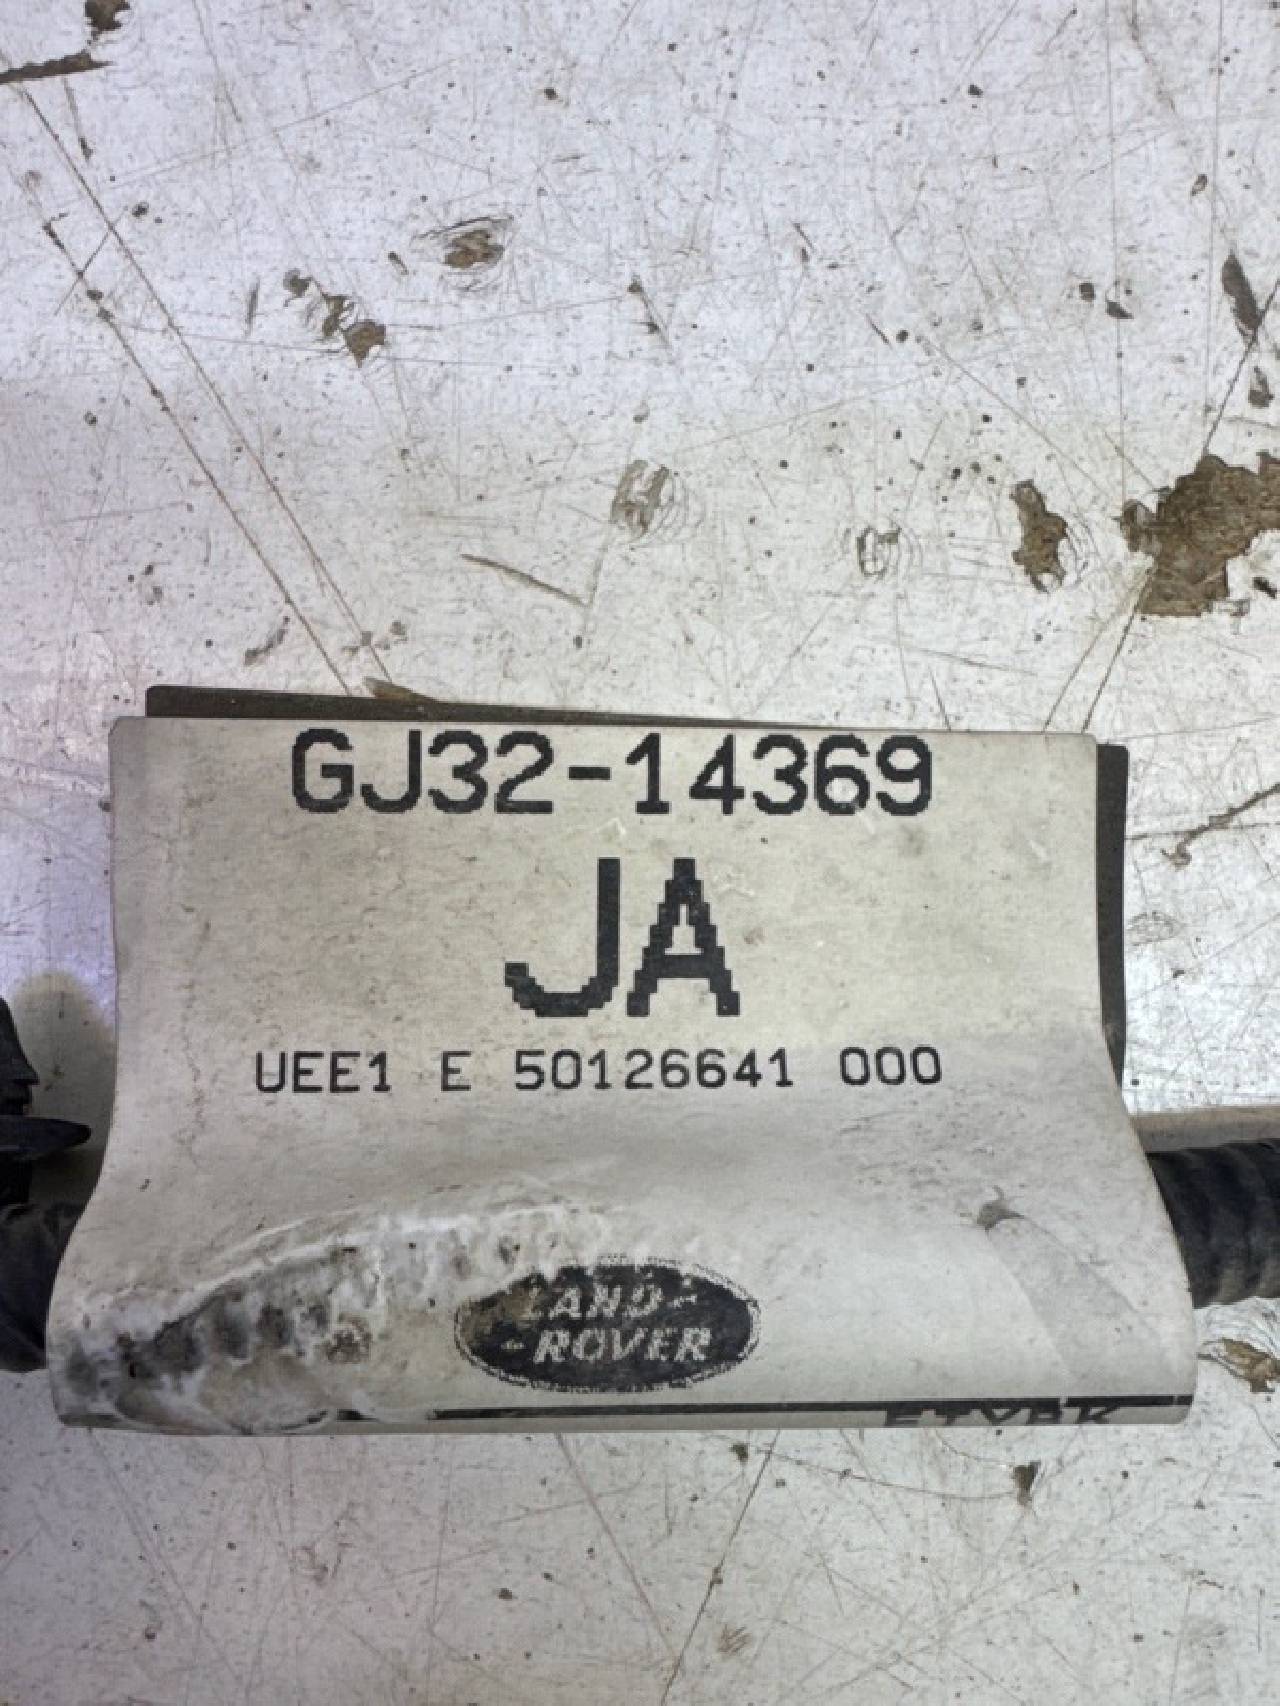 GJ32-14369
JA
UEE1 E 50126641 000
LAND
ROVER